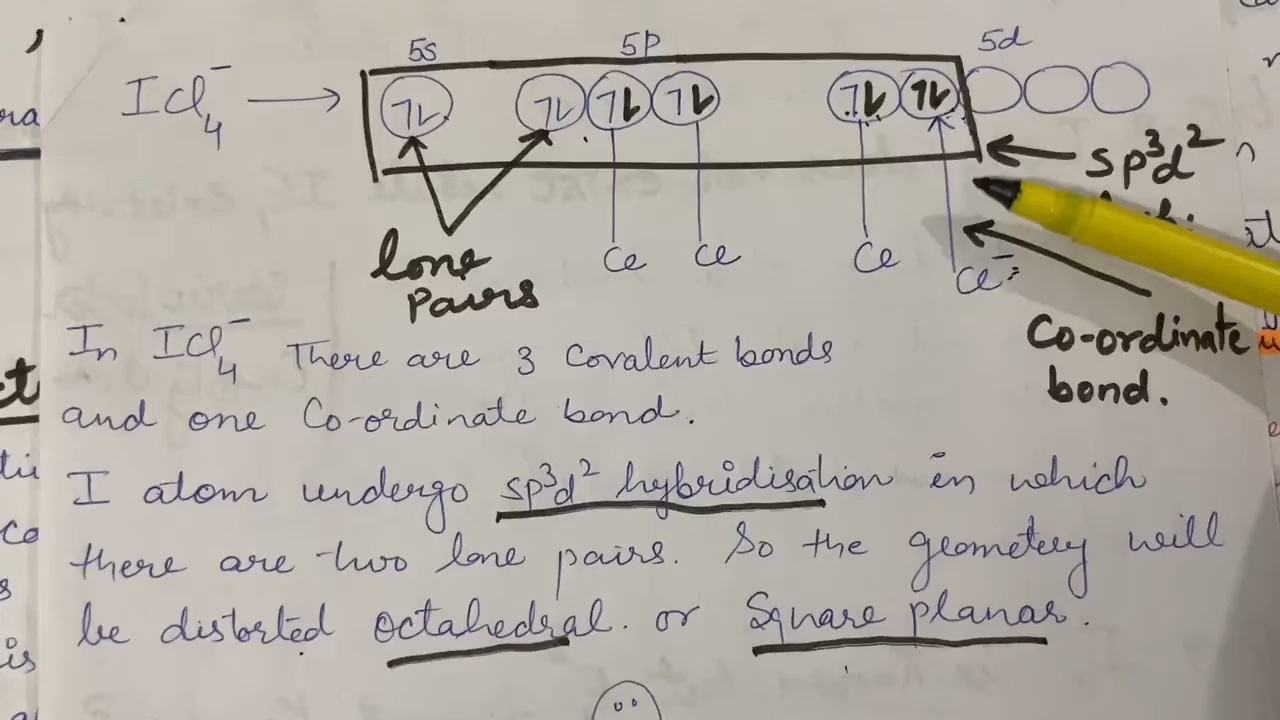 5s 5p 5d
ICl₄⁻ → sp³d²
lone pairs
Cl Cl Cl Cl⁻:
Co-ordinate bond.
In ICl₄⁻ There are 3 Covalent bonds
and one Co-ordinate bond.
I atom undergo sp³d² hybridisation in which
there are two lone pairs. So the geometery will
be distorted octahedral. or Square planar.